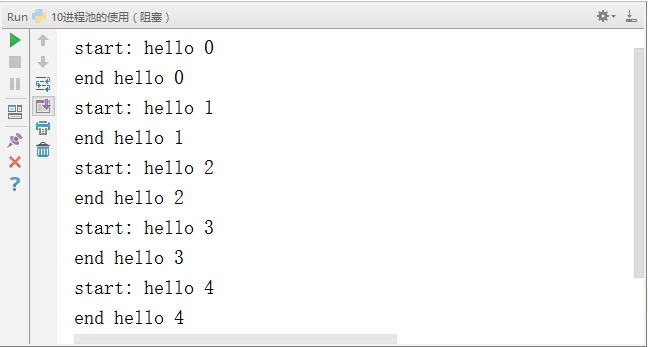 Run 10进程池的使用（阻塞）
start: hello 0
end hello 0
start: hello 1
end hello 1
start: hello 2
end hello 2
start: hello 3
end hello 3
start: hello 4
end hello 4